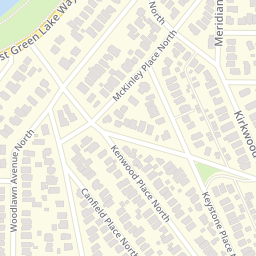 st Green Lake Way
McKinley Place North
North
Meridian
Kirkwood
Woodlawn Avenue North
Kenwood Place North
Canfield Place North
Keystone Place N